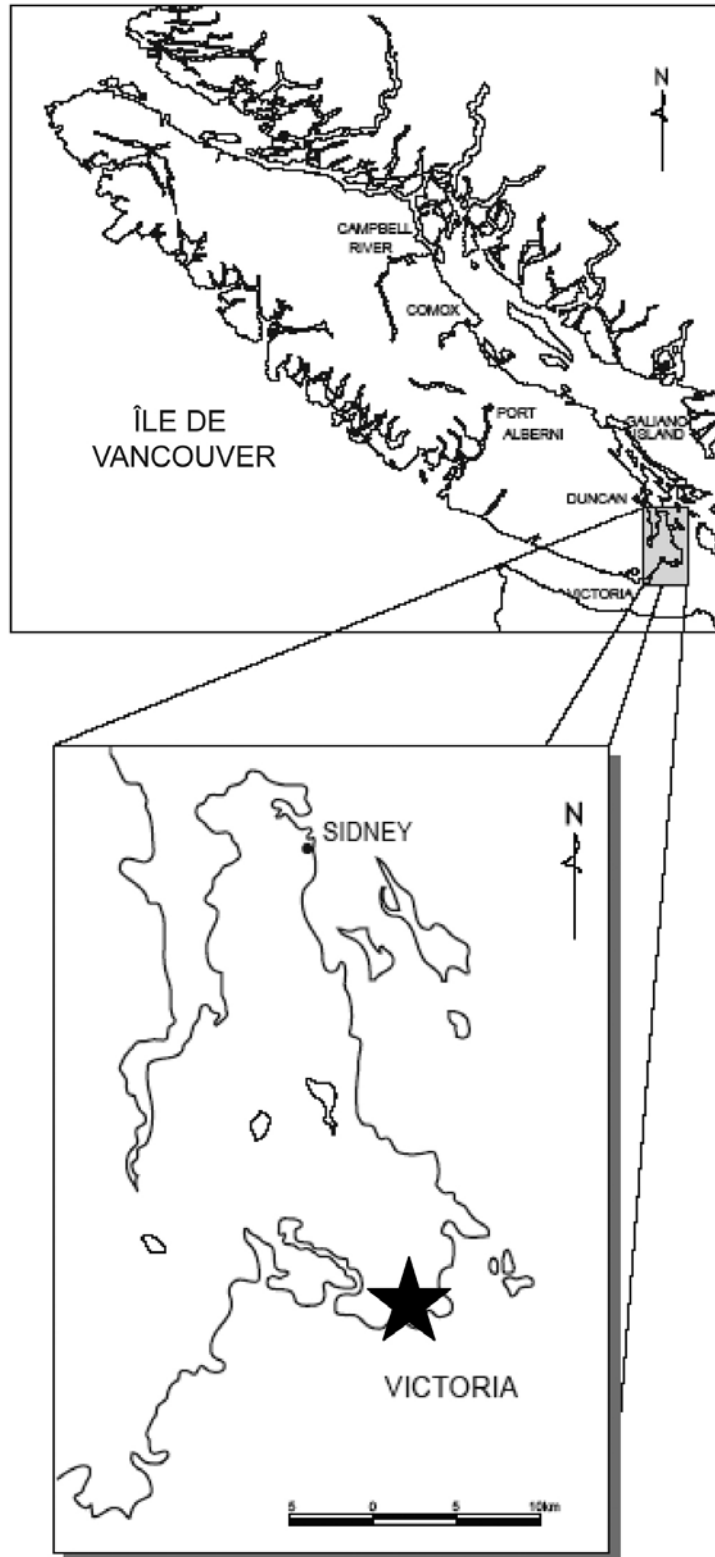 N
CAMPBELL
RIVER
COMOX
ÎLE DE
VANCOUVER
PORT
ALBERNI
GALIANO
ISLAND
DUNCAN
VICTORIA
SIDNEY
N
VICTORIA
5 0 5 10km